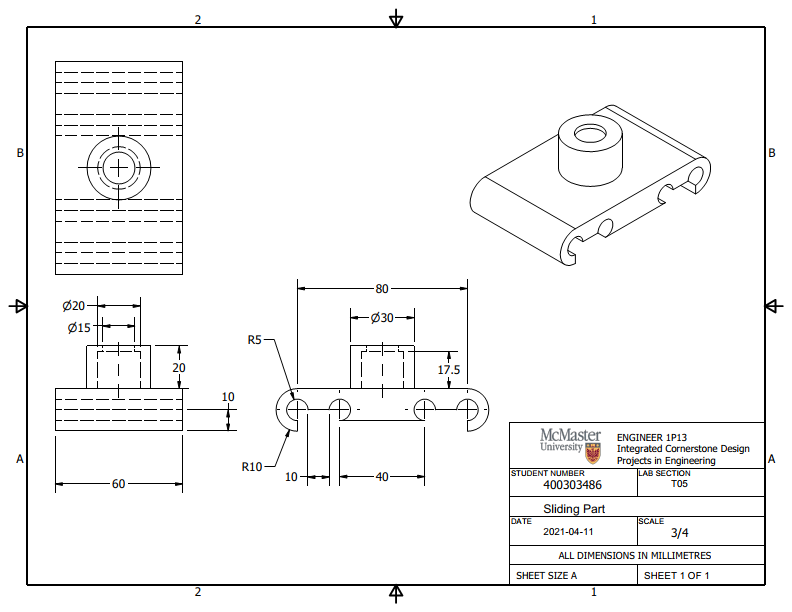 2
1
B
B
80
Ø20
Ø30
Ø15
R5
20
17.5
10
R10
10
40
60
A
A
McMaster
University
ENGINEER 1P13
Integrated Cornerstone Design
Projects in Engineering
STUDENT NUMBER
400303486
LAB SECTION
T05
Sliding Part
DATE
2021-04-11
SCALE
3/4
ALL DIMENSIONS IN MILLIMETRES
SHEET SIZE A
SHEET 1 OF 1
2
1